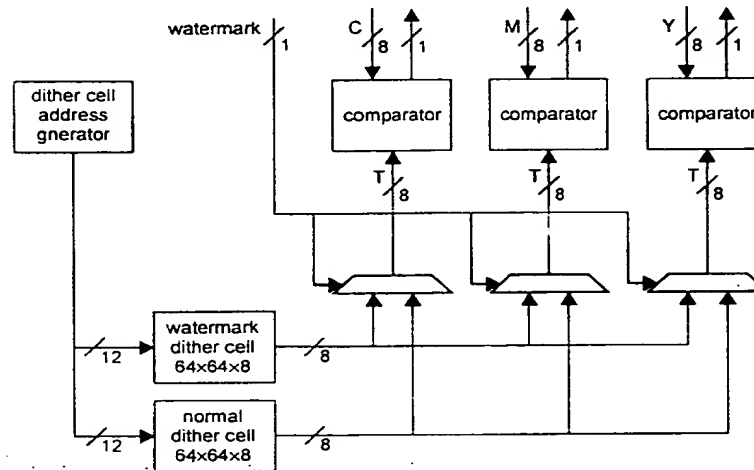 watermark 1 C 8 1 M 8 1 Y 8 1
dither cell
address
gnerator
comparator comparator comparator
T 8 T 8 T 8
12 watermark
dither cell
64×64×8 8
12 normal
dither cell
64×64×8 8